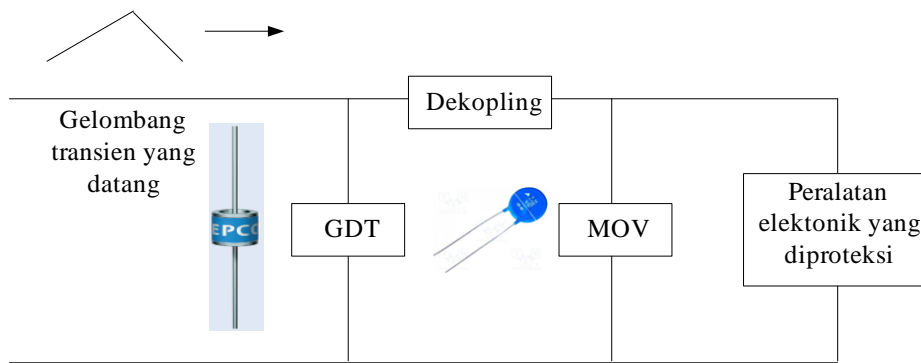 Dekopling
Gelombang
transien yang
datang
EPCO
GDT
MOV
Peralatan
elektonik yang
diproteksi